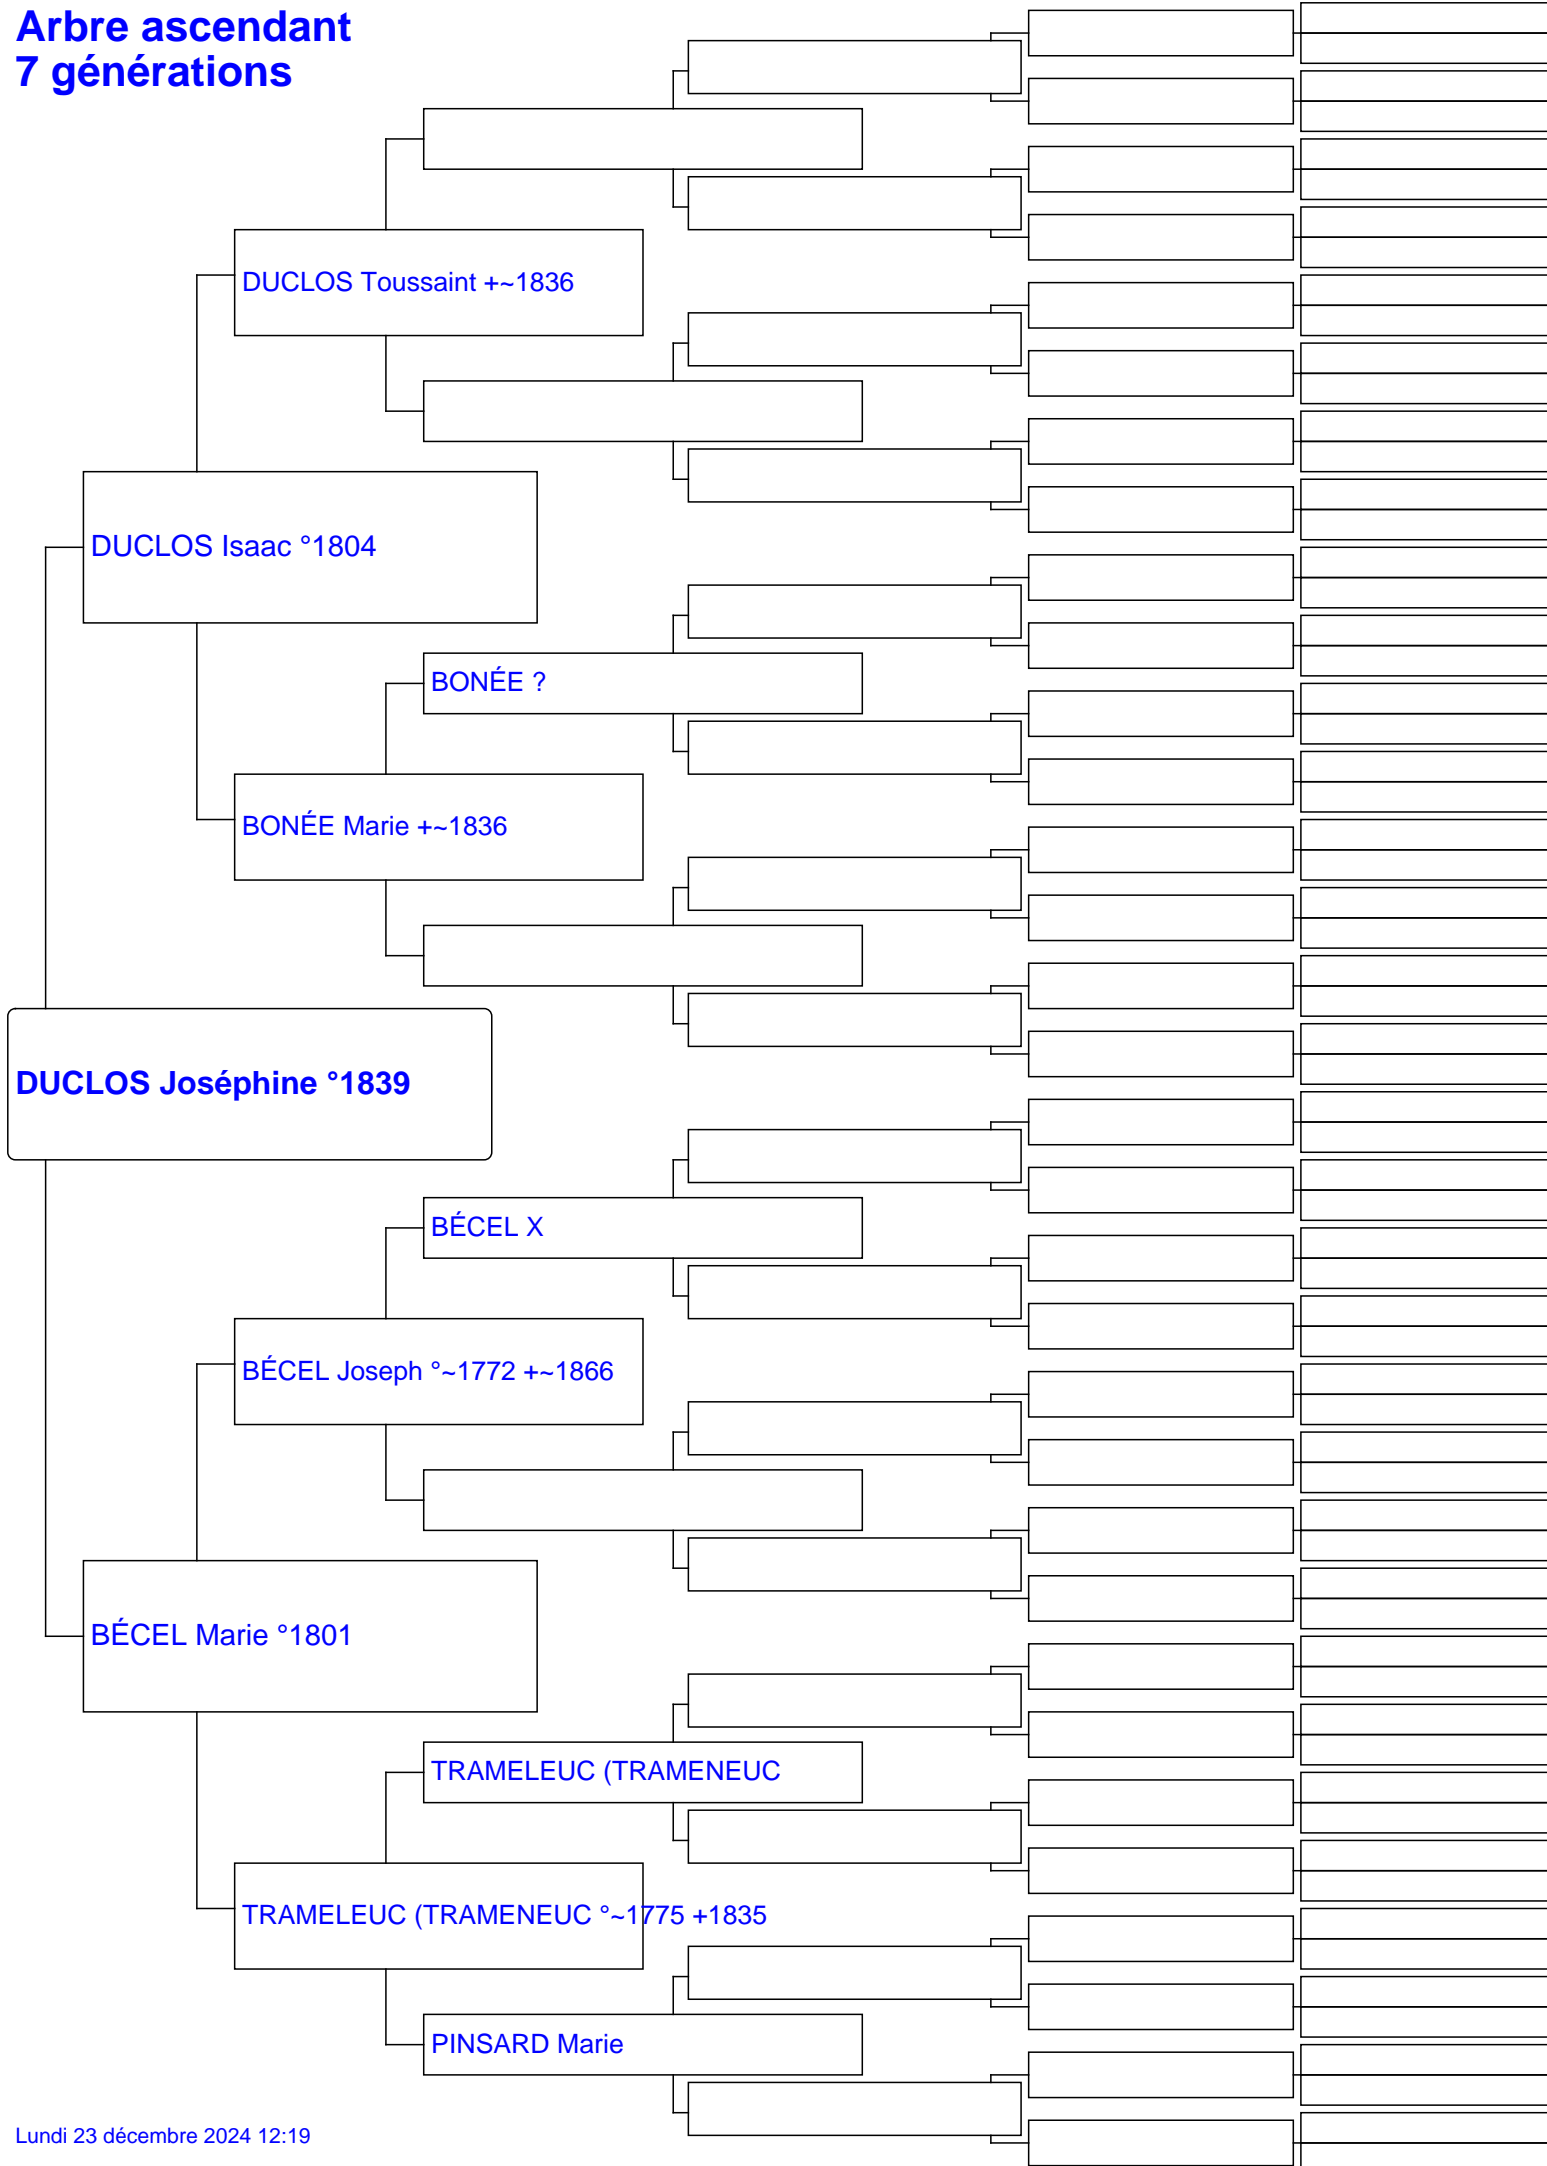 Arbre ascendant
7 générations
DUCLOS Toussaint +~1836
DUCLOS Isaac °1804
BONÉE ?
BONÉE Marie +~1836
DUCLOS Joséphine °1839
BÉCEL X
BÉCEL Joseph °~1772 +~1866
BÉCEL Marie °1801
TRAMELEUC (TRAMENEUC
TRAMELEUC (TRAMENEUC °~1775 +1835
PINSARD Marie
Lundi 23 décembre 2024 12:19